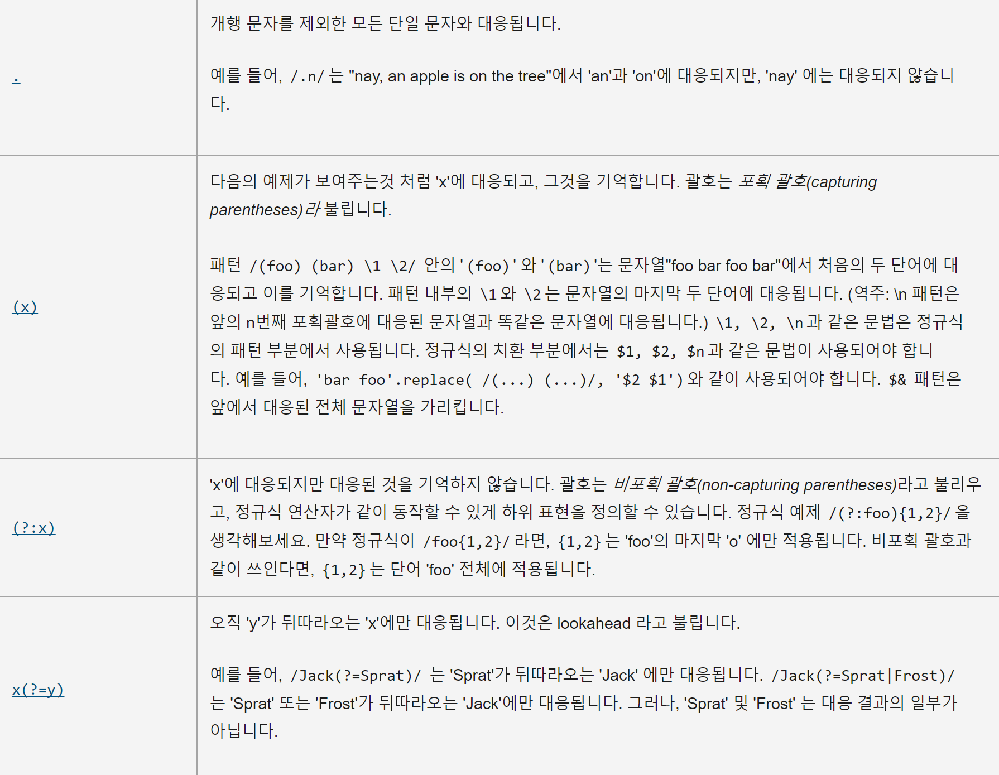 개행 문자를 제외한 모든 단일 문자와 대응됩니다.
.
예를 들어, /.n/ 는 "nay, an apple is on the tree"에서 'an'과 'on'에 대응되지만, 'nay' 에는 대응되지 않습니
다.
다음의 예제가 보여주는것 처럼 'x'에 대응되고, 그것을 기억합니다. 괄호는 포획 괄호(capturing
parentheses)라 불립니다.
(x)
패턴 /(foo) (bar) \1 \2/ 안의 '(foo)' 와 '(bar)'는 문자열"foo bar foo bar"에서 처음의 두 단어에 대
응되고 이를 기억합니다. 패턴 내부의 \1와 \2는 문자열의 마지막 두 단어에 대응됩니다. (역주: \n 패턴은
앞의 n번째 포획괄호에 대응된 문자열과 똑같은 문자열에 대응됩니다.) \1, \2, \n과 같은 문법은 정규식
의 패턴 부분에서 사용됩니다. 정규식의 치환 부분에서는 $1, $2, $n과 같은 문법이 사용되어야 합니
다. 예를 들어, 'bar foo'.replace( /(...) (...)/, '$2 $1')와 같이 사용되어야 합니다. $& 패턴은
앞에서 대응된 전체 문자열을 가리킵니다.
(?:x)
'x'에 대응되지만 대응된 것을 기억하지 않습니다. 괄호는 비포획 괄호(non-capturing parentheses)라고 불리우
고, 정규식 연산자가 같이 동작할 수 있게 하위 표현을 정의할 수 있습니다. 정규식 예제 /(?:foo){1,2}/을
생각해보세요. 만약 정규식이 /foo{1,2}/라면, {1,2}는 'foo'의 마지막 'o' 에만 적용됩니다. 비포획 괄호과
같이 쓰인다면, {1,2}는 단어 'foo' 전체에 적용됩니다.
오직 'y'가 뒤따라오는 'x'에만 대응됩니다. 이것은 lookahead 라고 불립니다.
x(?=y)
예를 들어, /Jack(?=Sprat)/ 는 'Sprat'가 뒤따라오는 'Jack' 에만 대응됩니다. /Jack(?=Sprat|Frost)/
는 'Sprat' 또는 'Frost'가 뒤따라오는 'Jack'에만 대응됩니다. 그러나, 'Sprat' 및 'Frost' 는 대응 결과의 일부가
아닙니다.